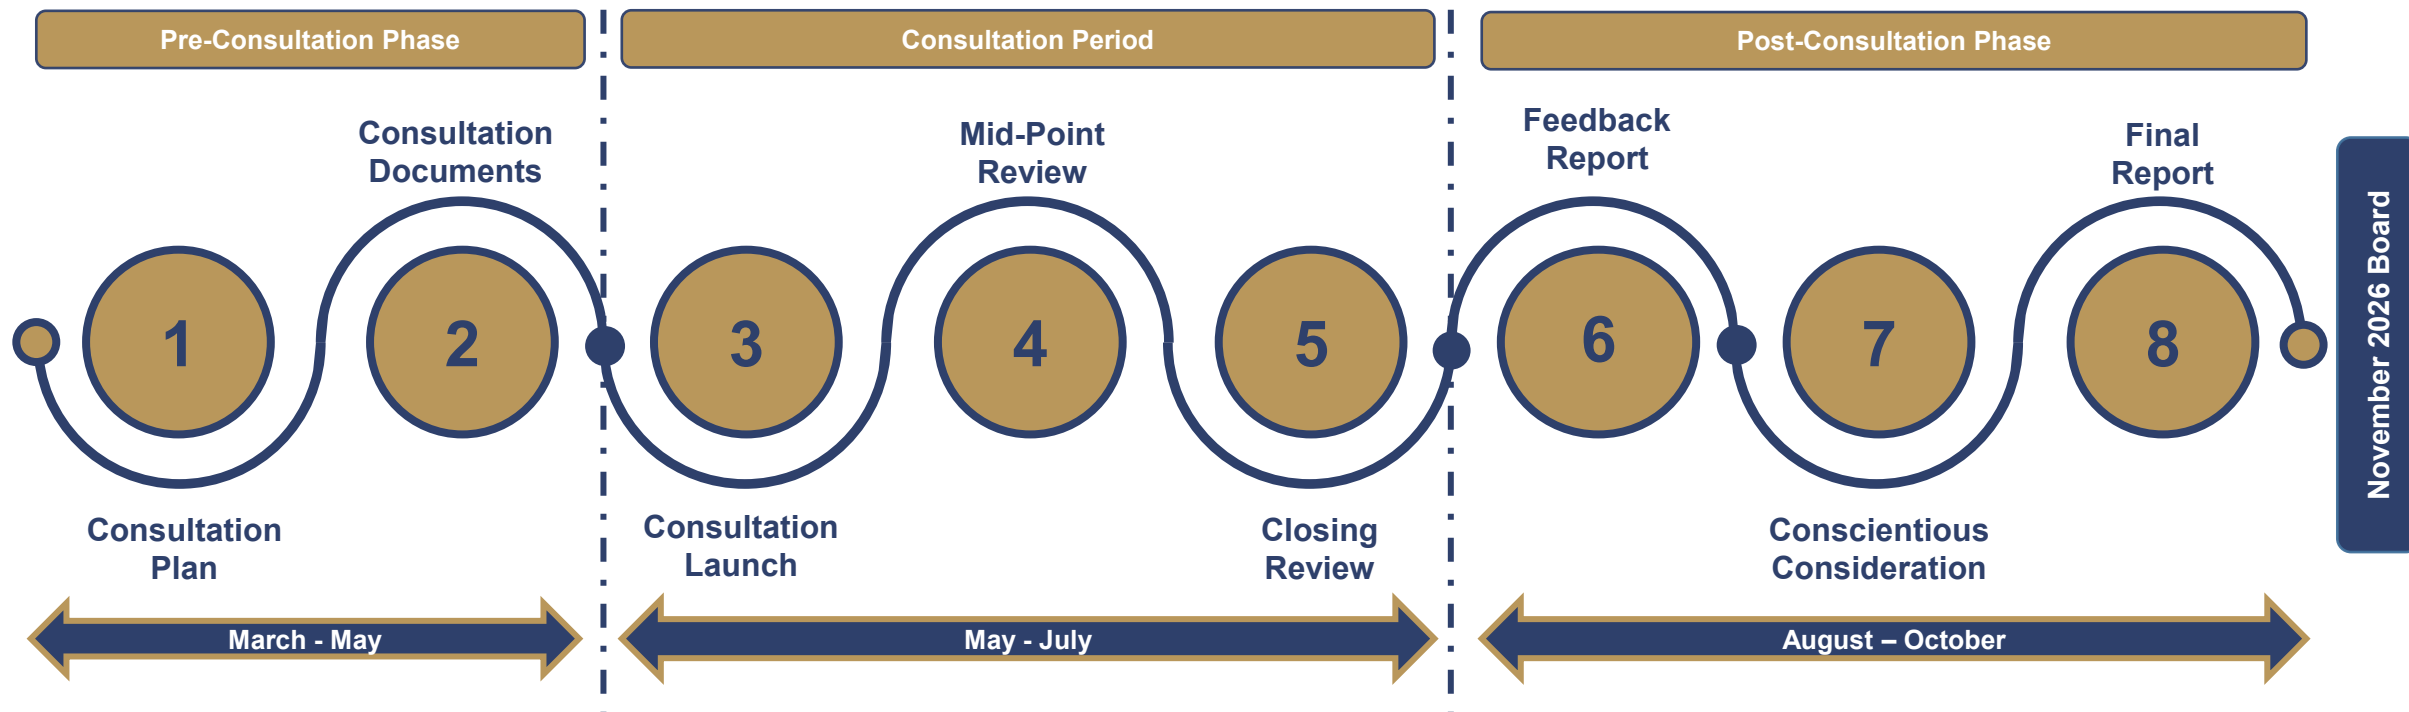 Pre-Consultation Phase
Consultation Period
Post-Consultation Phase
Consultation
Documents
Mid-Point
Review
Feedback
Report
Final
Report
1
2
3
4
5
6
7
8
November 2026 Board
Consultation
Plan
Consultation
Launch
Closing
Review
Conscientious
Consideration
March - May
May - July
August – October